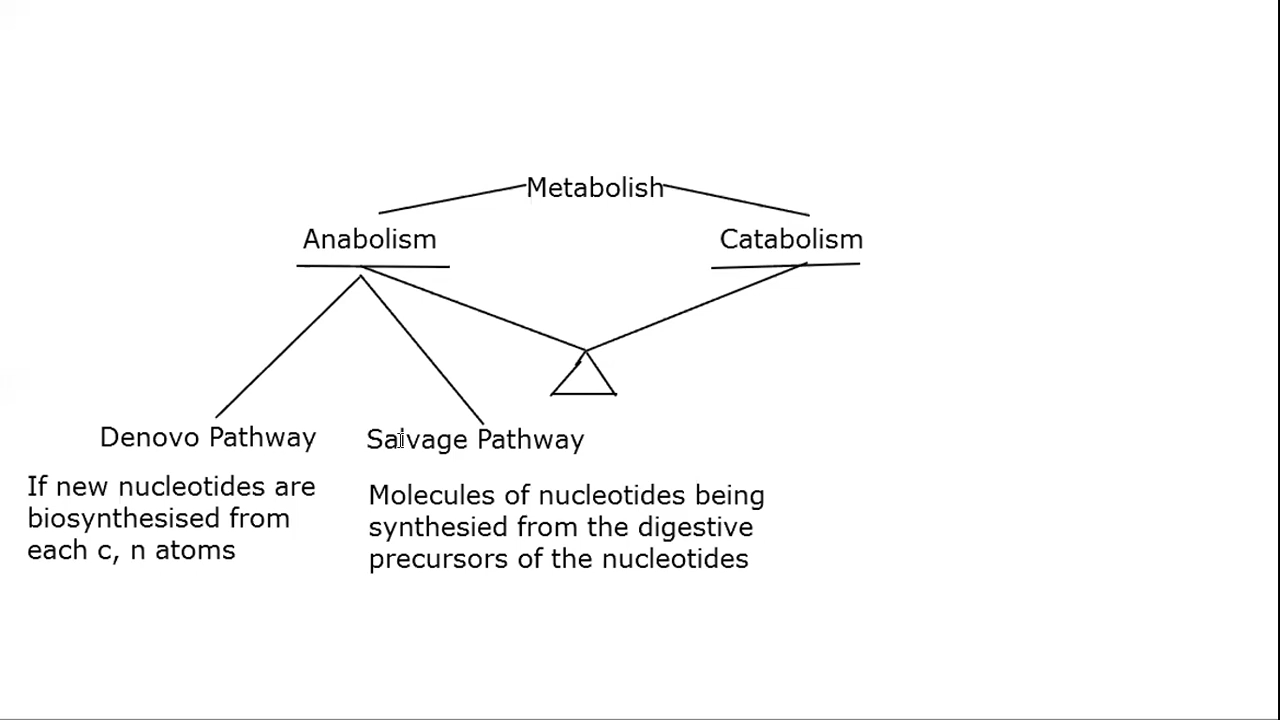 Metabolish
Anabolism
Catabolism
Denovo Pathway
Salvage Pathway
If new nucleotides are
biosynthesised from
each c, n atoms
Molecules of nucleotides being
synthesied from the digestive
precursors of the nucleotides